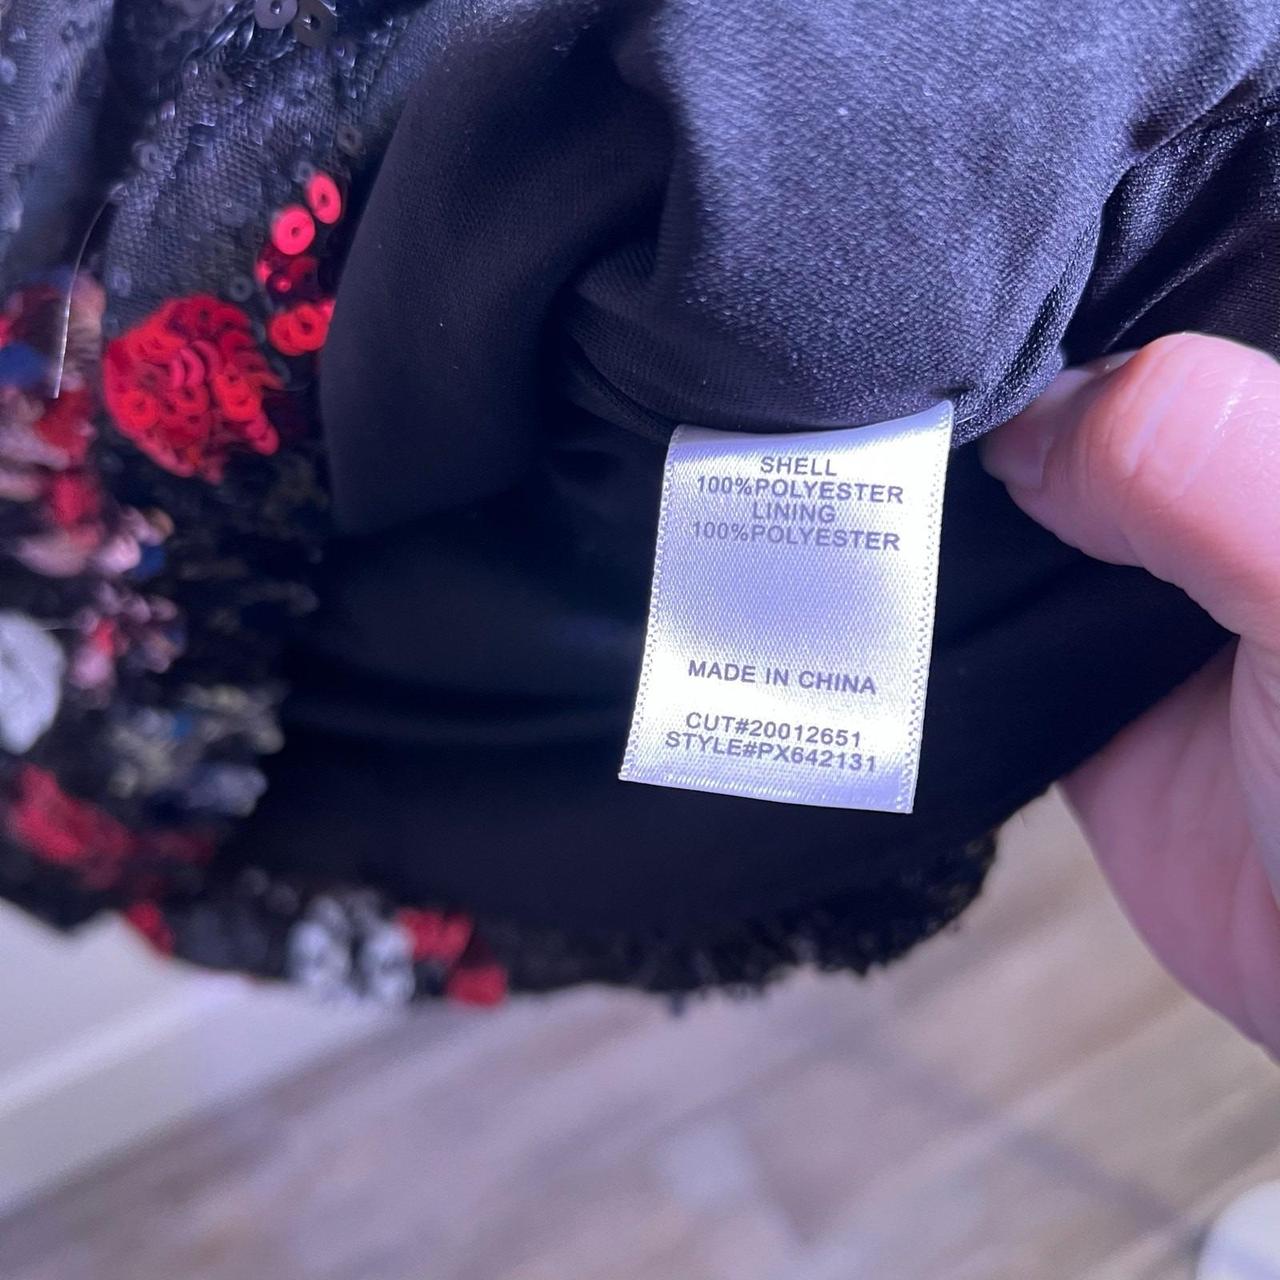 SHELL
100%POLYESTER
LINING
100%POLYESTER
MADE IN CHINA
CUT#20012651
STYLE#PX642131